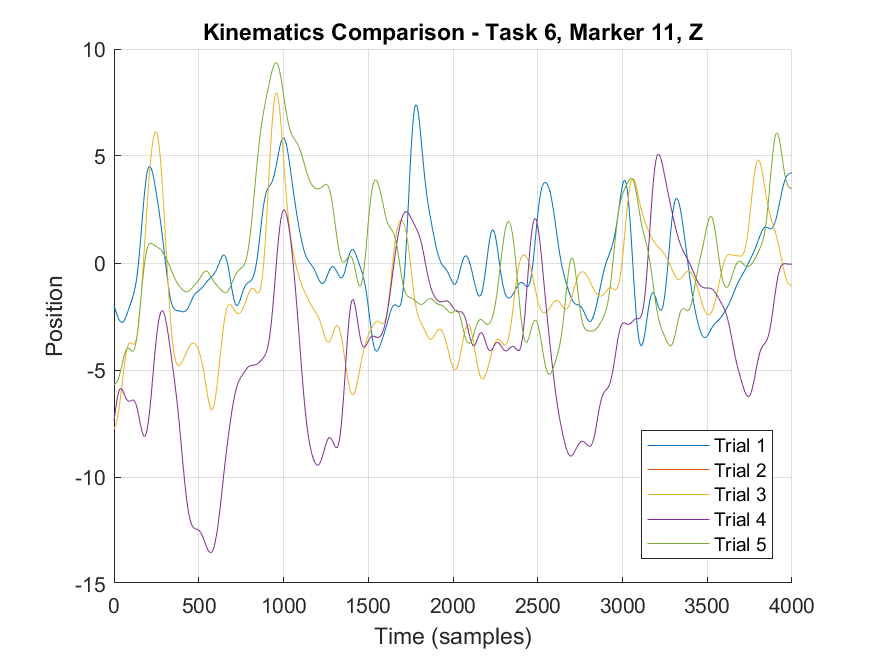 Kinematics Comparison - Task 6, Marker 11, Z
10
5
0
-5
-10
-15
Position
0 500 1000 1500 2000 2500 3000 3500 4000
Time (samples)
Trial 1
Trial 2
Trial 3
Trial 4
Trial 5